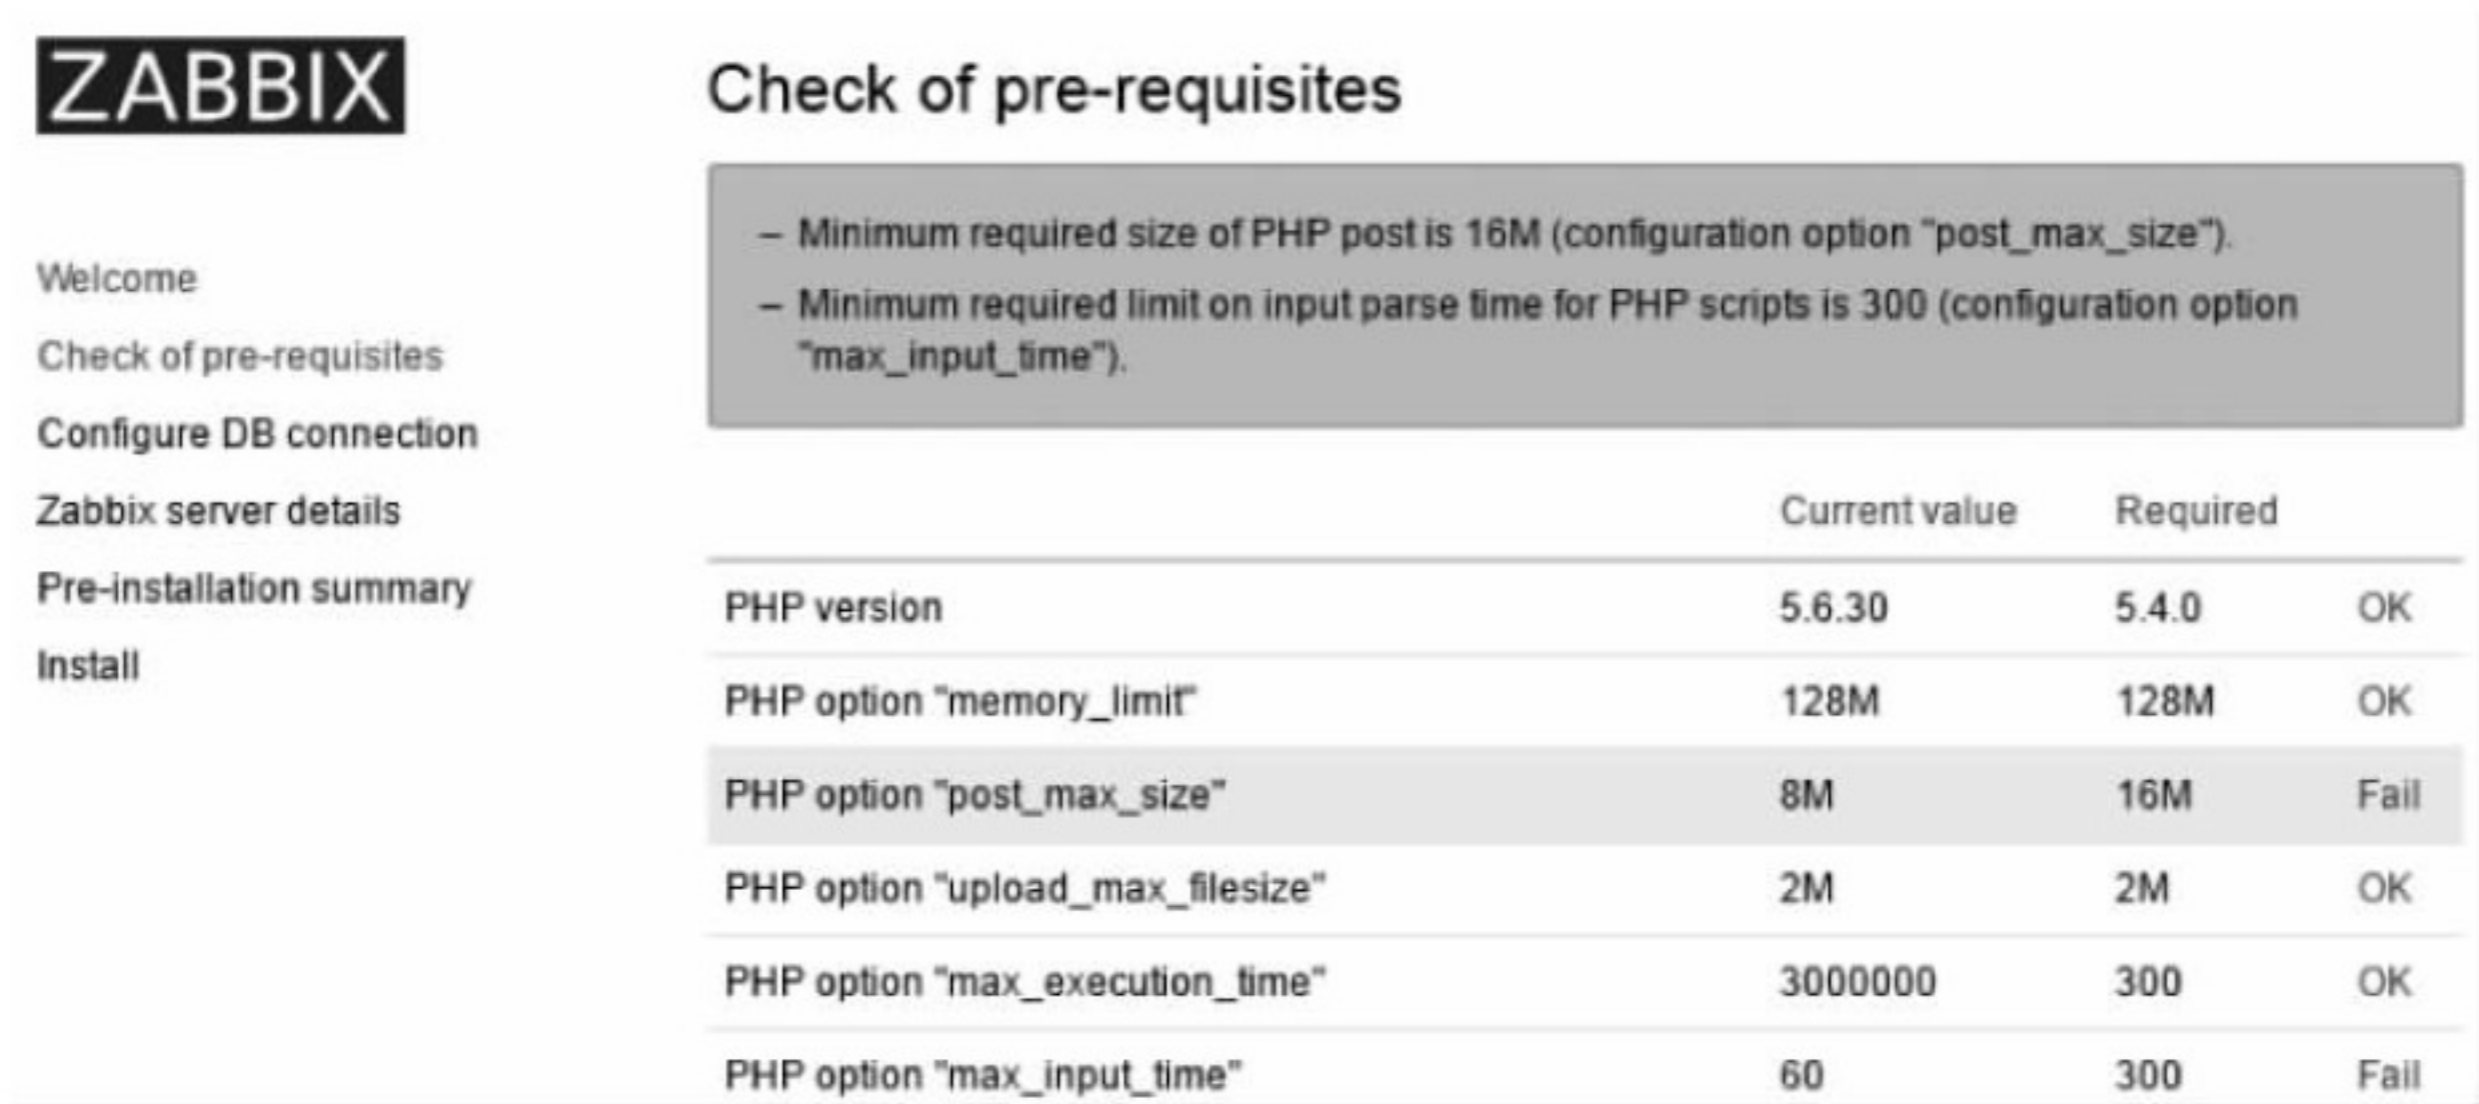 ZABBIX
Welcome
Check of pre-requisites
Configure DB connection
Zabbix server details
Pre-installation summary
Install
Check of pre-requisites
– Minimum required size of PHP post is 16M (configuration option "post_max_size").
– Minimum required limit on input parse time for PHP scripts is 300 (configuration option
"max_input_time").
Current value Required
PHP version 5.6.30 5.4.0 OK
PHP option "memory_limit" 128M 128M OK
PHP option "post_max_size" 8M 16M Fail
PHP option "upload_max_filesize" 2M 2M OK
PHP option "max_execution_time" 3000000 300 OK
PHP option "max_input_time" 60 300 Fail